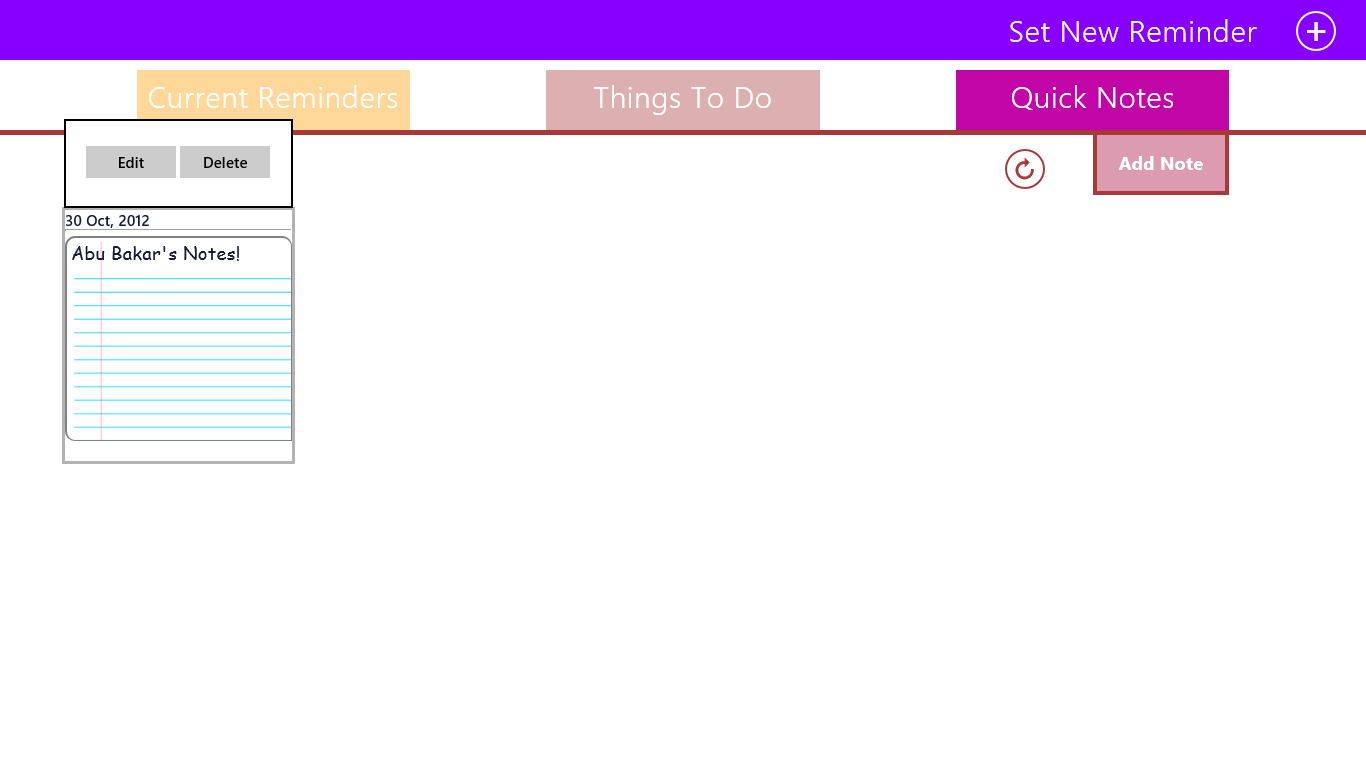 Set New Reminder
Current Reminders
Things To Do
Quick Notes
Edit
Delete
Add Note
30 Oct, 2012
Abu Bakar's Notes!